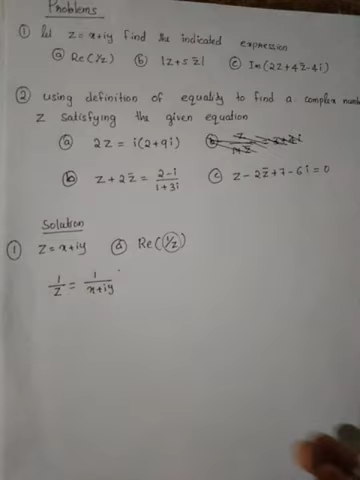 Problems
① let z = x+iy find the indicated expression
ⓐ Re(1/z) ⓑ |z+5z̄| ⓒ Im(2z+4z̄-4i)
② using definition of equality to find a complex number
z satisfying the given equation
ⓐ 2z = i(2+9i)
ⓑ z+2z̄ = (2-i)/(1+3i) ⓒ z-2z̄+7-6i=0
Solution
① z = x+iy ⓐ Re(1/z)
1/z = 1/(x+iy)